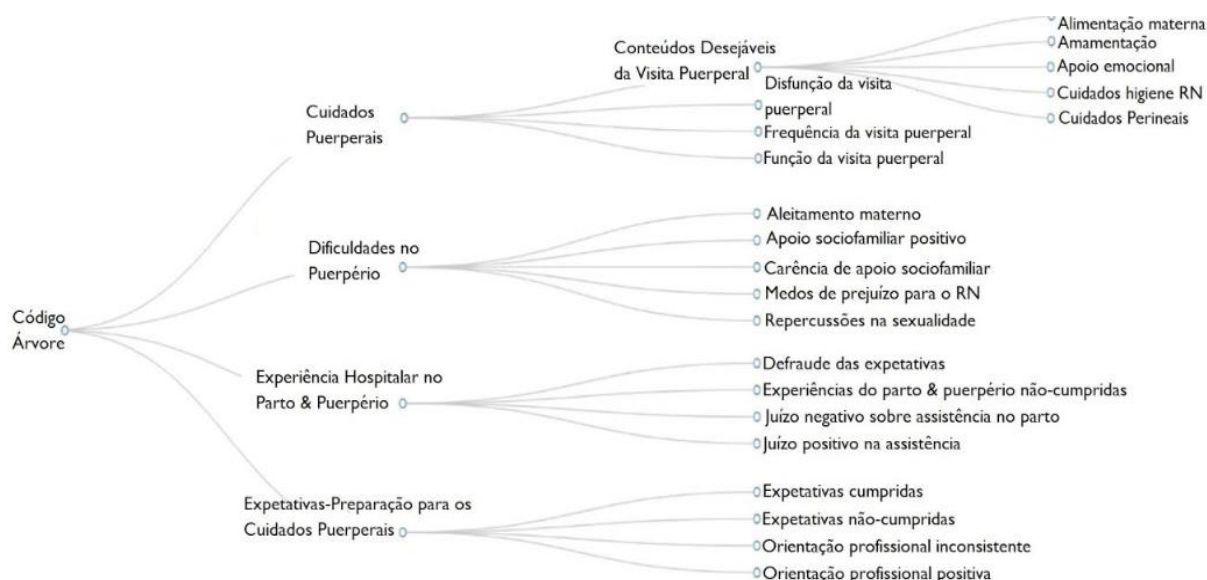 Código
Árvore
Cuidados
Puerperais
Conteúdos Desejáveis
da Visita Puerperal
Alimentação materna
Amamentação
Apoio emocional
Cuidados higiene RN
Cuidados Perineais
Disfunção da visita
puerperal
Frequência da visita puerperal
Função da visita puerperal
Dificuldades no
Puerpério
Aleitamento materno
Apoio sociofamiliar positivo
Carência de apoio sociofamiliar
Medos de prejuízo para o RN
Repercussões na sexualidade
Experiência Hospitalar no
Parto & Puerpério
Defraude das expetativas
Experiências do parto & puerpério não-cumpridas
Juízo negativo sobre assistência no parto
Juízo positivo na assistência
Expetativas-Preparação para os
Cuidados Puerperais
Expetativas cumpridas
Expetativas não-cumpridas
Orientação profissional inconsistente
Orientação profissional positiva